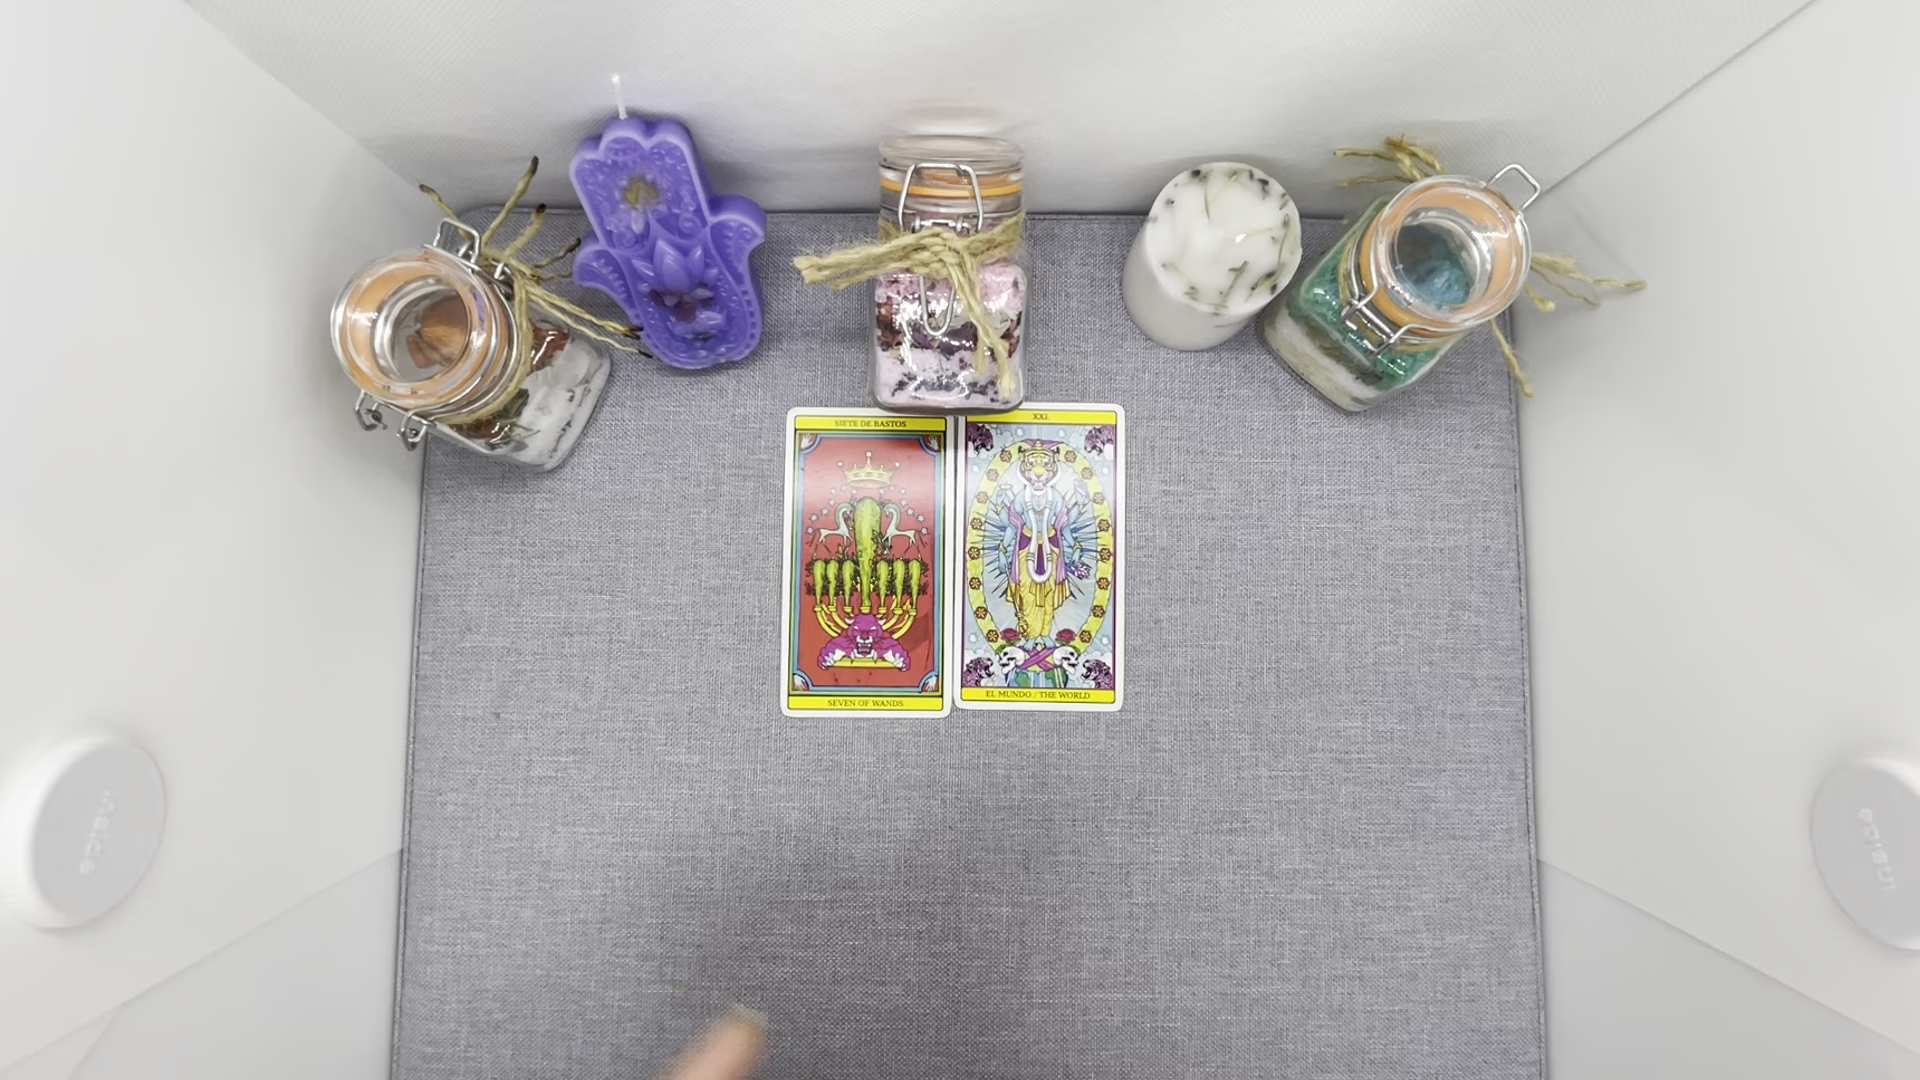 SIETE DE BASTOS
XXI.
SEVEN OF WANDS
EL MUNDO / THE WORLD